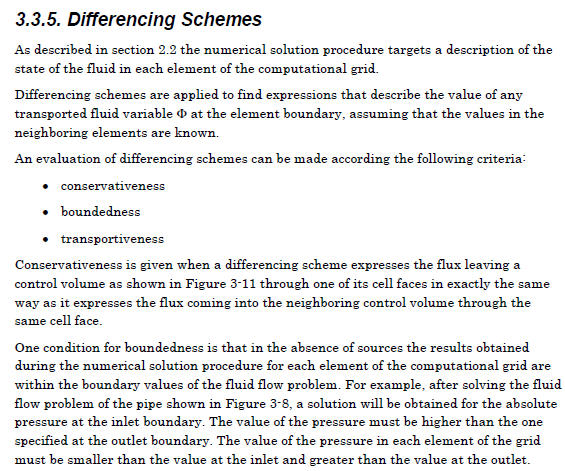 3.3.5. Differencing Schemes
As described in section 2.2 the numerical solution procedure targets a description of the
state of the fluid in each element of the computational grid.
Differencing schemes are applied to find expressions that describe the value of any
transported fluid variable Φ at the element boundary, assuming that the values in the
neighboring elements are known.
An evaluation of differencing schemes can be made according the following criteria:
• conservativeness
• boundedness
• transportiveness
Conservativeness is given when a differencing scheme expresses the flux leaving a
control volume as shown in Figure 3-11 through one of its cell faces in exactly the same
way as it expresses the flux coming into the neighboring control volume through the
same cell face.
One condition for boundedness is that in the absence of sources the results obtained
during the numerical solution procedure for each element of the computational grid are
within the boundary values of the fluid flow problem. For example, after solving the fluid
flow problem of the pipe shown in Figure 3-8, a solution will be obtained for the absolute
pressure at the inlet boundary. The value of the pressure must be higher than the one
specified at the outlet boundary. The value of the pressure in each element of the grid
must be smaller than the value at the inlet and greater than the value at the outlet.